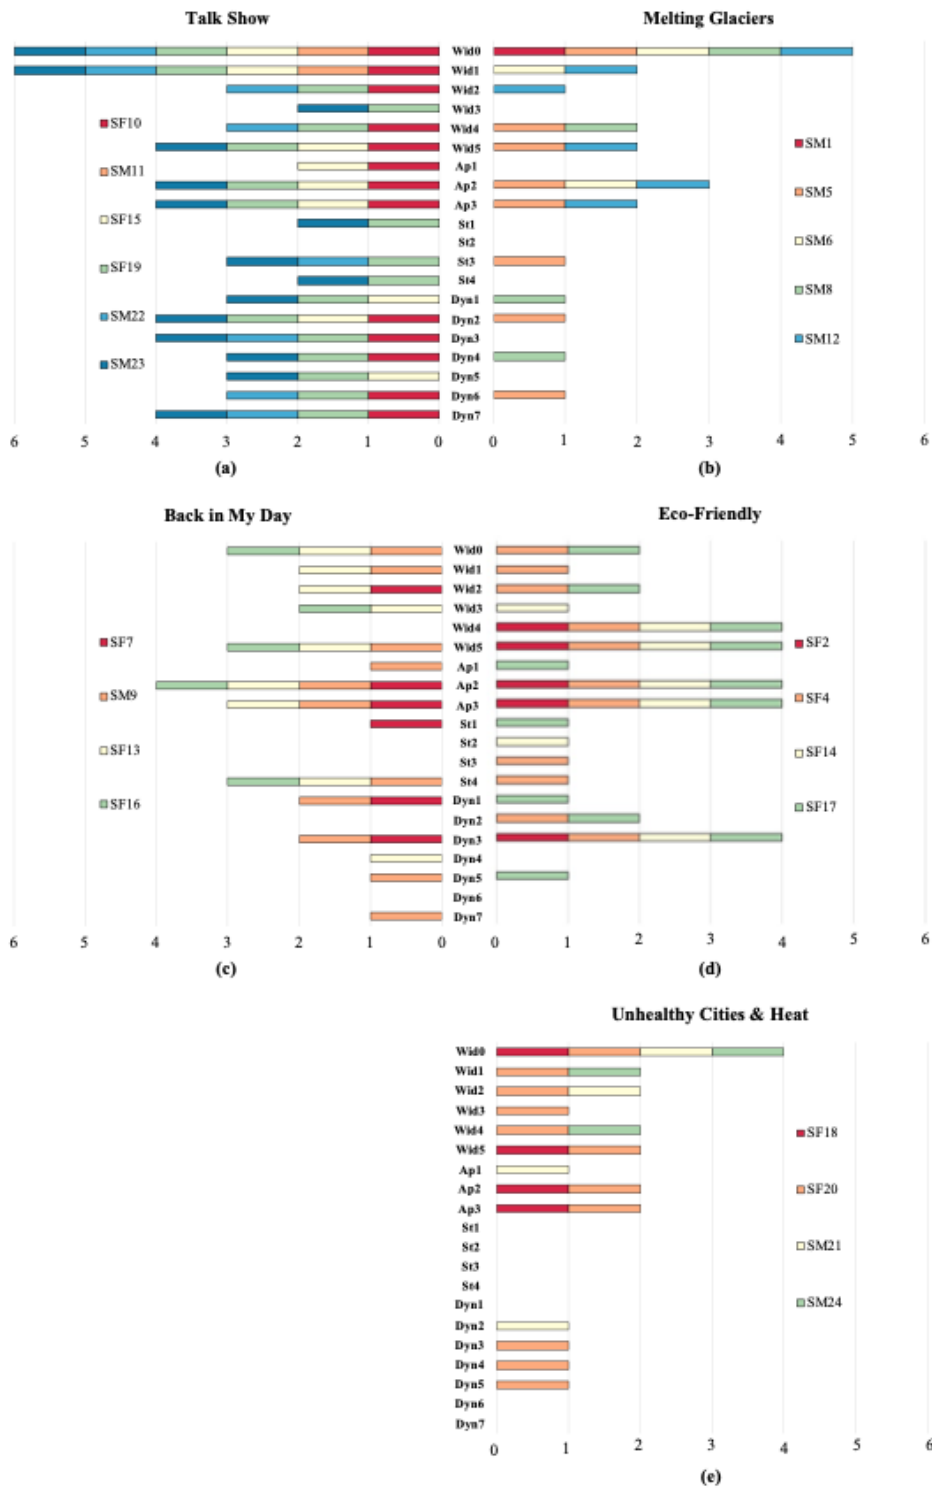 Talk Show
Melting Glaciers
Wid0
Wid1
Wid2
Wid3
Wid4
Wid5
Ap1
Ap2
Ap3
St1
St2
St3
St4
Dyn1
Dyn2
Dyn3
Dyn4
Dyn5
Dyn6
Dyn7
SF10
SM11
SF15
SF19
SM22
SM23
SM1
SM5
SM6
SM8
SM12
6 5 4 3 2 1 0
0 1 2 3 4 5 6
(a)
(b)
Back in My Day
Eco-Friendly
Wid0
Wid1
Wid2
Wid3
Wid4
Wid5
Ap1
Ap2
Ap3
St1
St2
St3
St4
Dyn1
Dyn2
Dyn3
Dyn4
Dyn5
Dyn6
Dyn7
SF7
SM9
SF13
SF16
SF2
SF4
SF14
SF17
6 5 4 3 2 1 0
0 1 2 3 4 5 6
(c)
(d)
Unhealthy Cities & Heat
Wid0
Wid1
Wid2
Wid3
Wid4
Wid5
Ap1
Ap2
Ap3
St1
St2
St3
St4
Dyn1
Dyn2
Dyn3
Dyn4
Dyn5
Dyn6
Dyn7
SF18
SF20
SM21
SM24
0 1 2 3 4 5 6
(e)